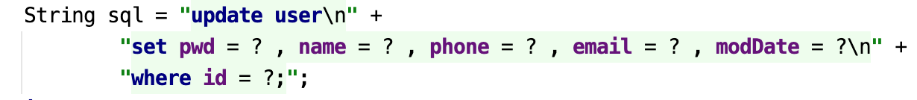 String sql = "update user\n" +
"set pwd = ? , name = ? , phone = ? , email = ? , modDate = ?\n" +
"where id = ?;";